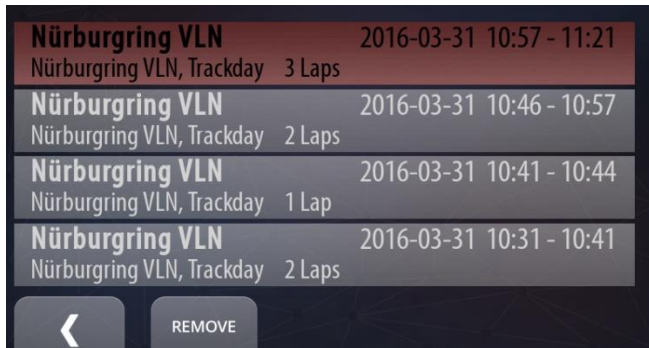 Nürburgring VLN 2016-03-31 10:57 - 11:21
Nürburgring VLN, Trackday 3 Laps
Nürburgring VLN 2016-03-31 10:46 - 10:57
Nürburgring VLN, Trackday 2 Laps
Nürburgring VLN 2016-03-31 10:41 - 10:44
Nürburgring VLN, Trackday 1 Lap
Nürburgring VLN 2016-03-31 10:31 - 10:41
Nürburgring VLN, Trackday 2 Laps
REMOVE